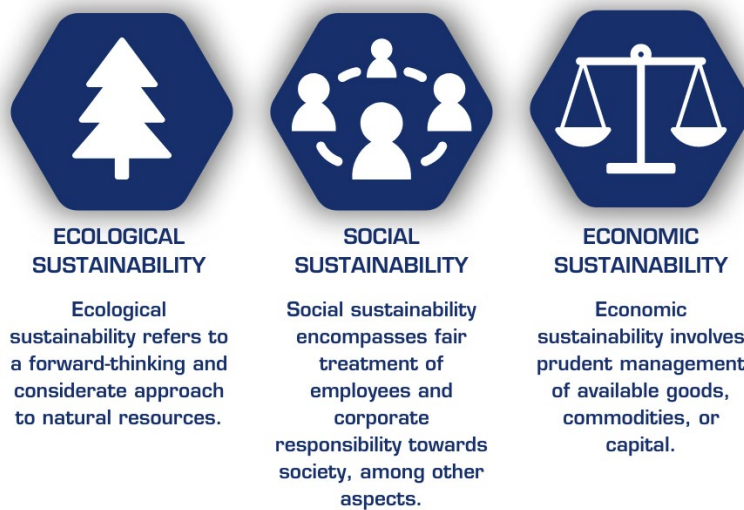 ECOLOGICAL
SUSTAINABILITY
Ecological
sustainability refers to
a forward-thinking and
considerate approach
to natural resources.
SOCIAL
SUSTAINABILITY
Social sustainability
encompasses fair
treatment of
employees and
corporate
responsibility towards
society, among other
aspects.
ECONOMIC
SUSTAINABILITY
Economic
sustainability involves
prudent management
of available goods,
commodities, or
capital.